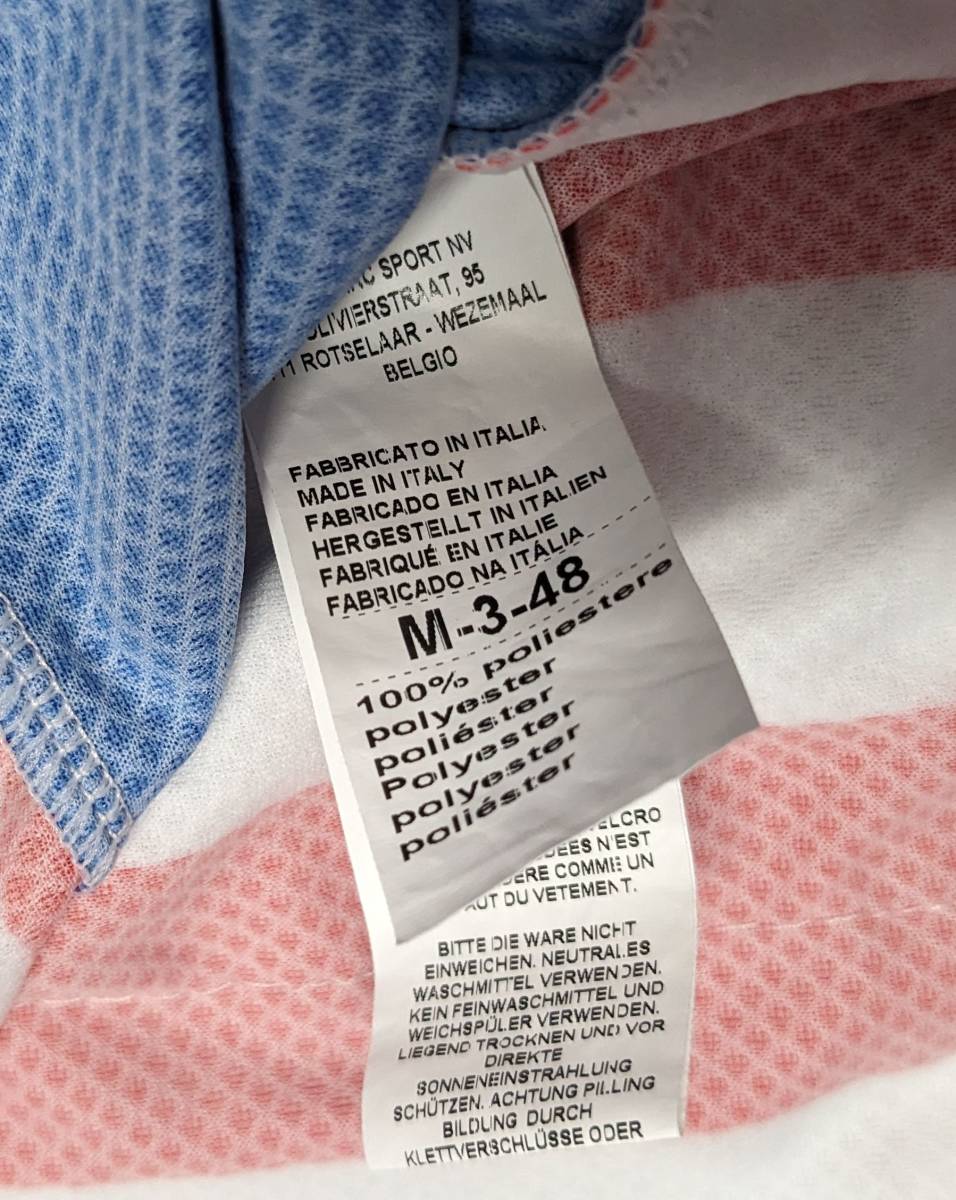 SPORT NV
95
ROTSELAAR - WEZEMAAL
BELGIO
FABBRICATO IN ITALIA
MADE IN ITALY
FABRICADO EN ITALIA
HERGESTELLT IN ITALIEN
FABRIQUÉ EN ITALIE
FABRICADO NA ITÁLIA
M-3-48
100% poliestere
polyester
poliéster
Polyester
polyester
poliéster
N'EST
COMME UN
DU VETEMENT.
BITTE DIE WARE NICHT
EINWEICHEN. NEUTRALES
WASCHMITTEL VERWENDEN.
KEIN FEINWASCHMITTEL UND
WEICHSPÜLER VERWENDEN.
LIEGEND TROCKNEN UND VOR
DIREKTE
SONNENEINSTRAHLUNG
SCHÜTZEN. ACHTUNG PILLING
BILDUNG DURCH
KLETTVERSCHLÜSSE ODER